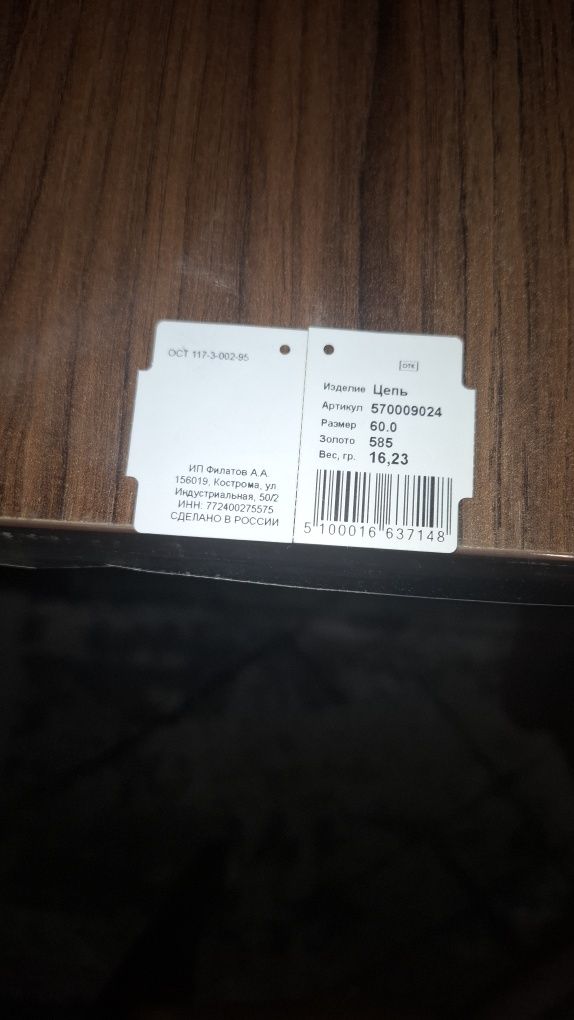 ОСТ 117-3-002-95
ИП Филатов А.А.
156019, Кострома, ул.
Индустриальная, 50/2
ИНН: 772400275575
СДЕЛАНО В РОССИИ
ОТК
Изделие Цепь
Артикул 570009024
Размер 60.0
Золото 585
Вес, гр. 16,23
5 100016 637148